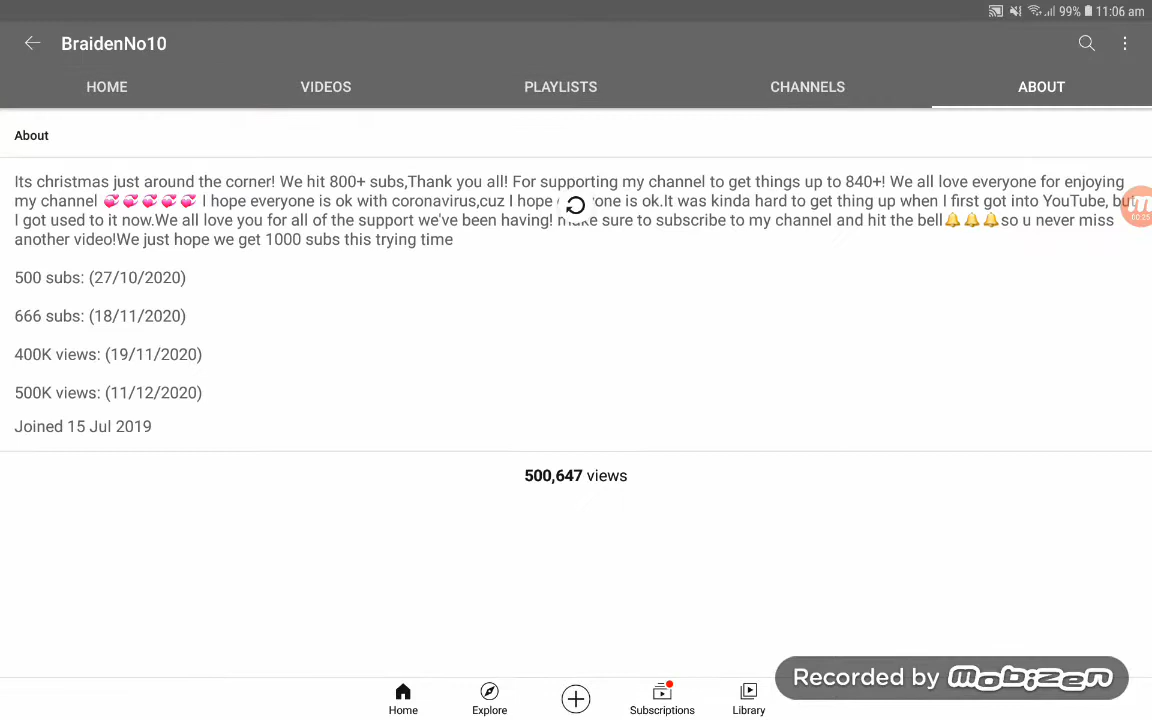 99% 11:06 am
BraidenNo10
HOME VIDEOS PLAYLISTS CHANNELS ABOUT
About
Its christmas just around the corner! We hit 800+ subs,Thank you all! For supporting my channel to get things up to 840+! We all love everyone for enjoying
my channel 💞💞💞💞💞 I hope everyone is ok with coronavirus,cuz I hope one is ok.It was kinda hard to get thing up when I first got into YouTube, but
I got used to it now.We all love you for all of the support we've been having! make sure to subscribe to my channel and hit the bell🔔🔔🔔so u never miss
another video!We just hope we get 1000 subs this trying time
500 subs: (27/10/2020)
666 subs: (18/11/2020)
400K views: (19/11/2020)
500K views: (11/12/2020)
Joined 15 Jul 2019
500,647 views
00:25
Recorded by mobizen
Home Explore Subscriptions Library